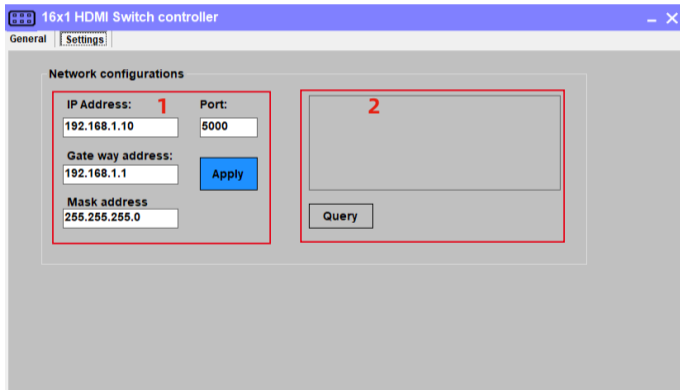 16x1 HDMI Switch controller
General Settings
Network configurations
IP Address: 1 Port: 2
192.168.1.10 5000
Gate way address:
192.168.1.1 Apply
Mask address
255.255.255.0 Query